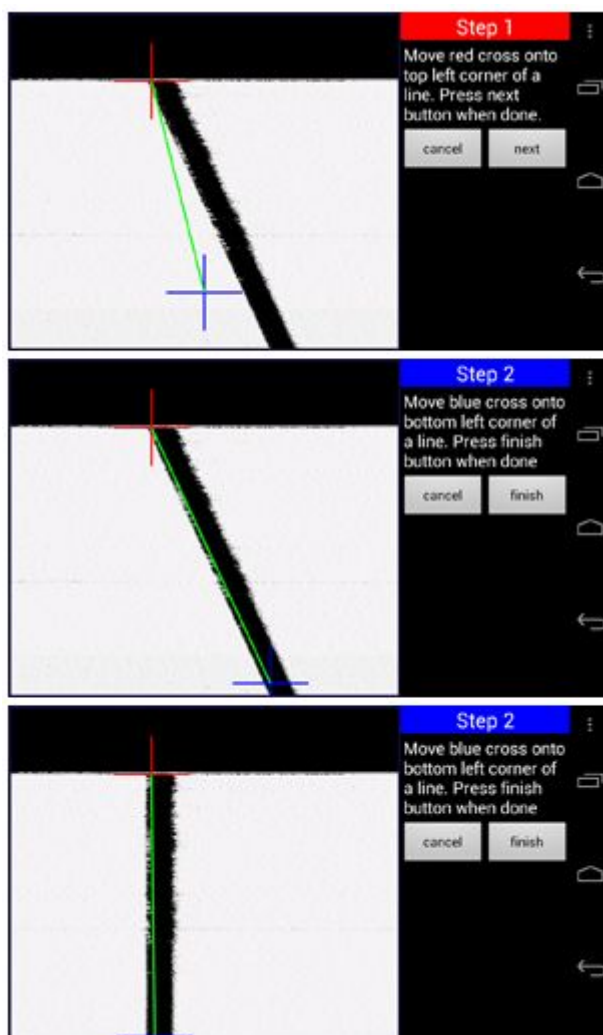 Step 1
Move red cross onto
top left corner of a
line. Press next
button when done.
cancel next
Step 2
Move blue cross onto
bottom left corner of
a line. Press finish
button when done
cancel finish
Step 2
Move blue cross onto
bottom left corner of
a line. Press finish
button when done
cancel finish